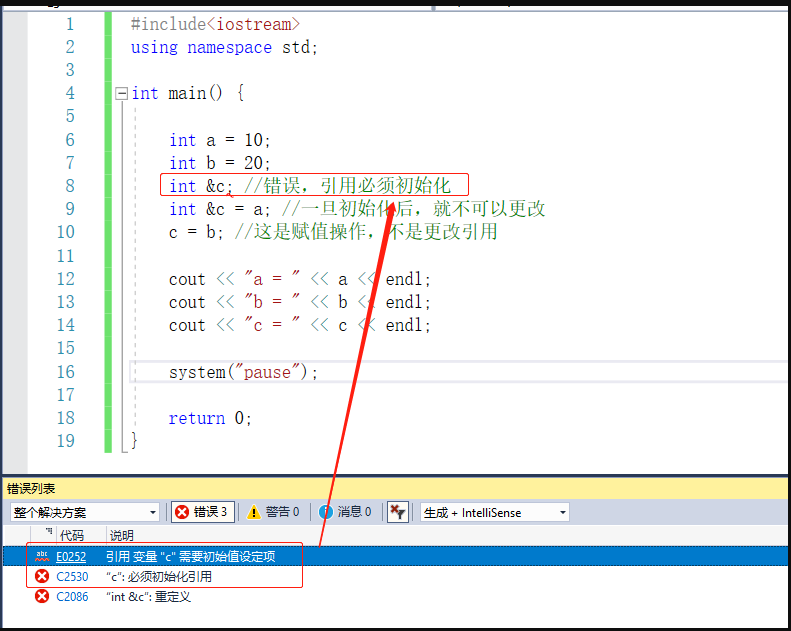 1 #include<iostream>
2 using namespace std;
3
4 int main() {
5
6 int a = 10;
7 int b = 20;
8 int &c; //错误，引用必须初始化
9 int &c = a; //一旦初始化后，就不可以更改
10 c = b; //这是赋值操作，不是更改引用
11
12 cout << "a = " << a << endl;
13 cout << "b = " << b << endl;
14 cout << "c = " << c << endl;
15
16 system("pause");
17
18 return 0;
19 }
错误列表
整个解决方案 错误 3 警告 0 消息 0 生成 + IntelliSense
代码 说明
abc E0252 引用 变量 "c" 需要初始值设定项
C2530 “c”: 必须初始化引用
C2086 “int &c”: 重定义